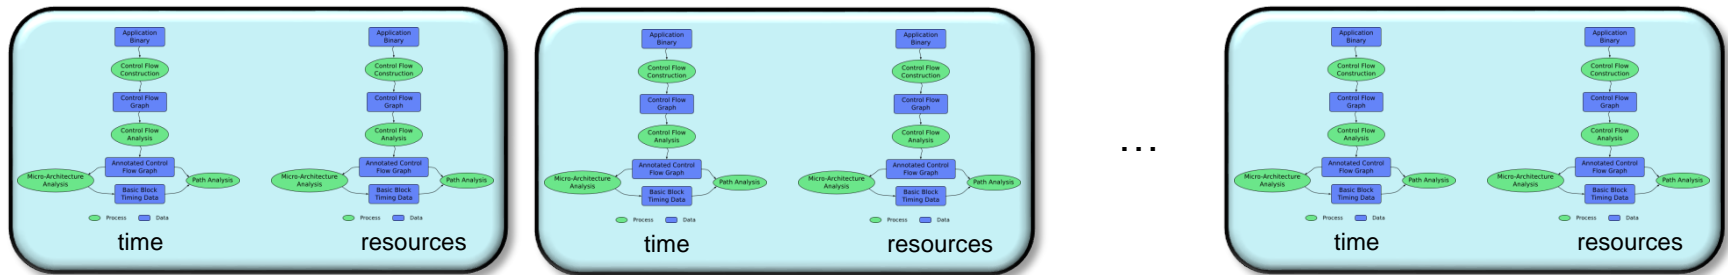 Application
Binary
Control Flow
Construction
Control Flow
Graph
Control Flow
Analysis
Annotated Control
Flow Graph
Micro-Architecture
Analysis
Path Analysis
Basic Block
Timing Data
Process
Data
time
Application
Binary
Control Flow
Construction
Control Flow
Graph
Control Flow
Analysis
Annotated Control
Flow Graph
Micro-Architecture
Analysis
Path Analysis
Basic Block
Timing Data
Process
Data
resources
Application
Binary
Control Flow
Construction
Control Flow
Graph
Control Flow
Analysis
Annotated Control
Flow Graph
Micro-Architecture
Analysis
Path Analysis
Basic Block
Timing Data
Process
Data
time
Application
Binary
Control Flow
Construction
Control Flow
Graph
Control Flow
Analysis
Annotated Control
Flow Graph
Micro-Architecture
Analysis
Path Analysis
Basic Block
Timing Data
Process
Data
resources
...
Application
Binary
Control Flow
Construction
Control Flow
Graph
Control Flow
Analysis
Annotated Control
Flow Graph
Micro-Architecture
Analysis
Path Analysis
Basic Block
Timing Data
Process
Data
time
Application
Binary
Control Flow
Construction
Control Flow
Graph
Control Flow
Analysis
Annotated Control
Flow Graph
Micro-Architecture
Analysis
Path Analysis
Basic Block
Timing Data
Process
Data
resources